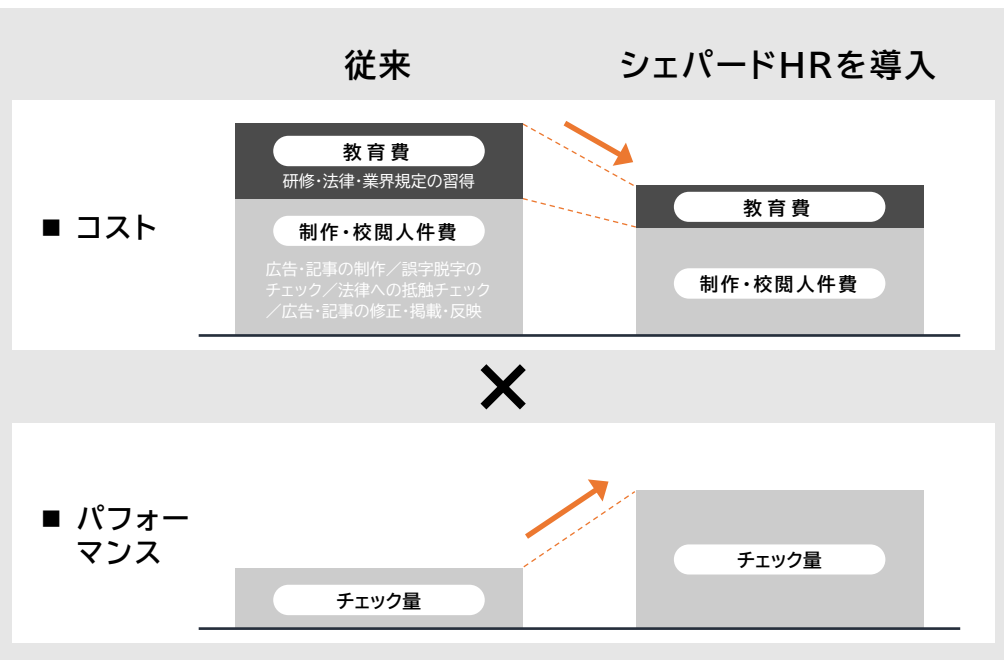 従来
シェパードHRを導入
■ コスト
教育費
研修・法律・業界規定の習得
制作・校閲人件費
広告・記事の制作／誤字脱字の
チェック／法律への抵触チェック
／広告・記事の修正・掲載・反映
教育費
制作・校閲人件費
×
■ パフォー
マンス
チェック量
チェック量